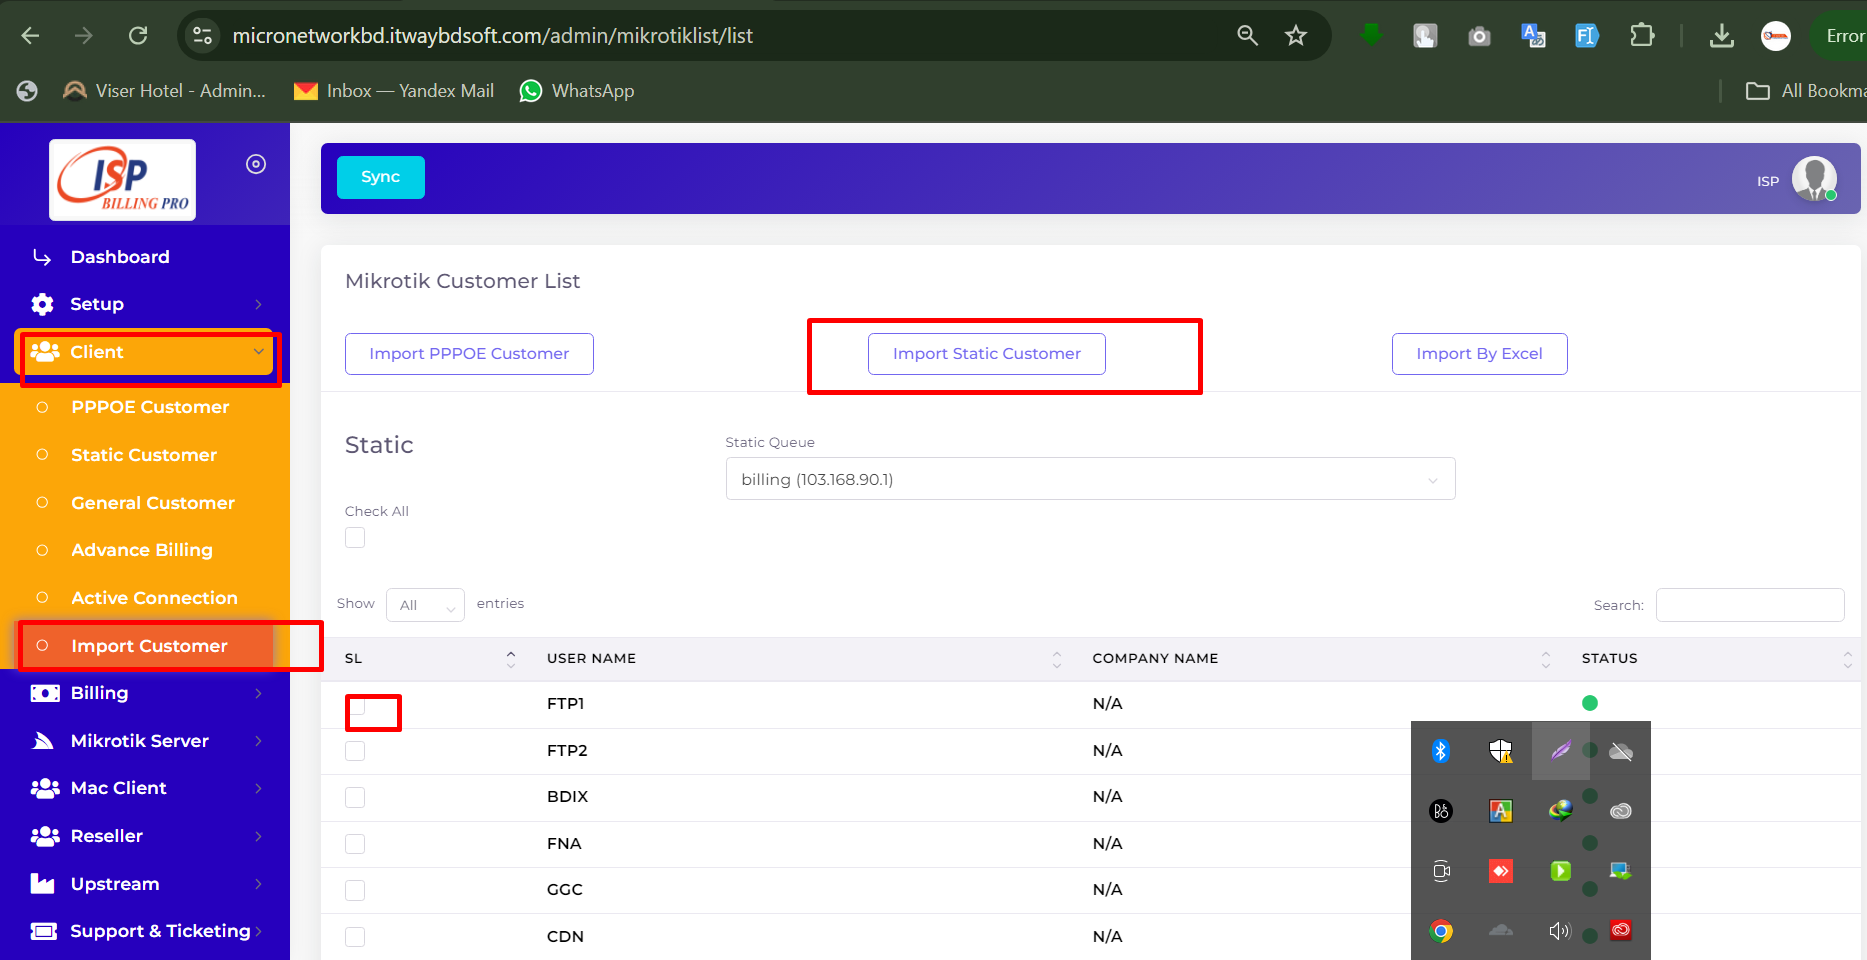 micronetworkbd.itwaybdsoft.com/admin/mikrotiklist/list
Error
Viser Hotel - Admin...
Inbox — Yandex Mail
WhatsApp
All Bookma
ISP
BILLING PRO
Sync
ISP
Dashboard
Setup
Client
PPPOE Customer
Static Customer
General Customer
Advance Billing
Active Connection
Import Customer
Billing
Mikrotik Server
Mac Client
Reseller
Upstream
Support & Ticketing
Mikrotik Customer List
Import PPPOE Customer
Import Static Customer
Import By Excel
Static
Static Queue
billing (103.168.90.1)
Check All
Show All entries
Search:
SL USER NAME COMPANY NAME STATUS
FTP1 N/A
FTP2 N/A
BDIX N/A
FNA N/A
GGC N/A
CDN N/A